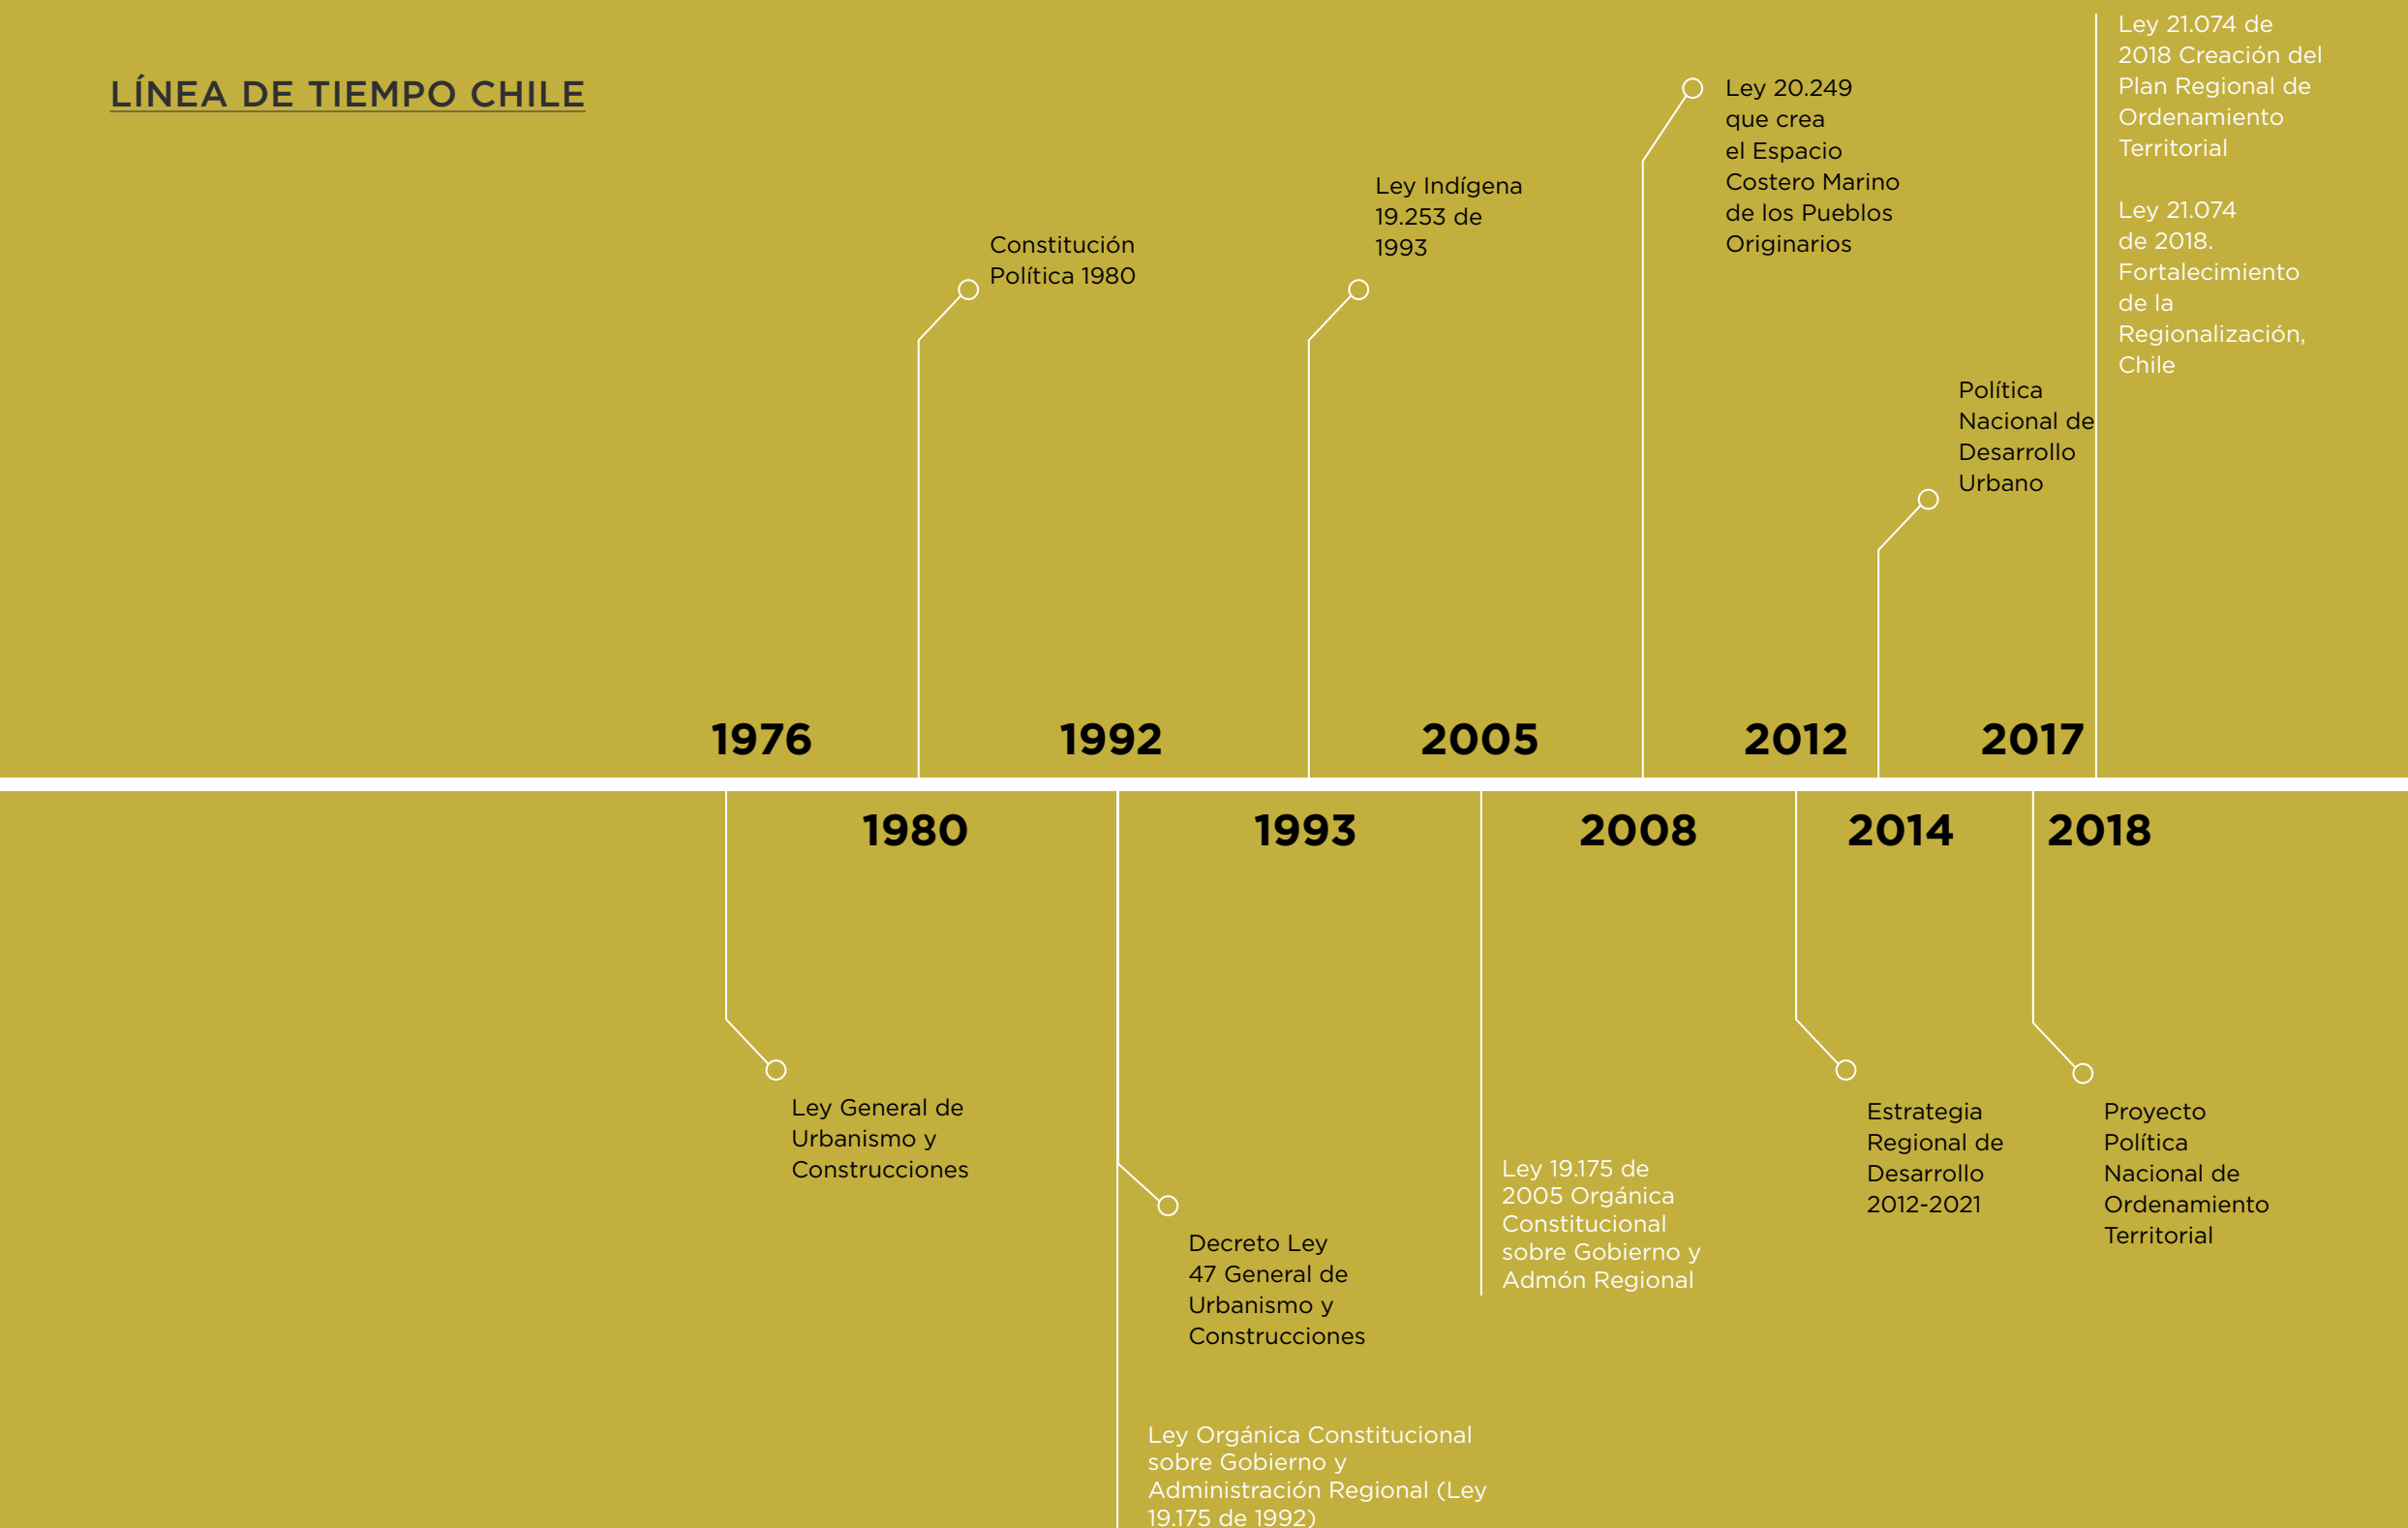 LÍNEA DE TIEMPO CHILE
Constitución
Política 1980
Ley Indígena
19.253 de
1993
Ley 20.249
que crea
el Espacio
Costero Marino
de los Pueblos
Originarios
Política
Nacional de
Desarrollo
Urbano
Ley 21.074 de
2018 Creación del
Plan Regional de
Ordenamiento
Territorial
Ley 21.074
de 2018.
Fortalecimiento
de la
Regionalización,
Chile
1976
1992
2005
2012
2017
1980
1993
2008
2014
2018
Ley General de
Urbanismo y
Construcciones
Decreto Ley
47 General de
Urbanismo y
Construcciones
Ley Orgánica Constitucional
sobre Gobierno y
Administración Regional (Ley
19.175 de 1992)
Ley 19.175 de
2005 Orgánica
Constitucional
sobre Gobierno y
Admón Regional
Estrategia
Regional de
Desarrollo
2012-2021
Proyecto
Política
Nacional de
Ordenamiento
Territorial